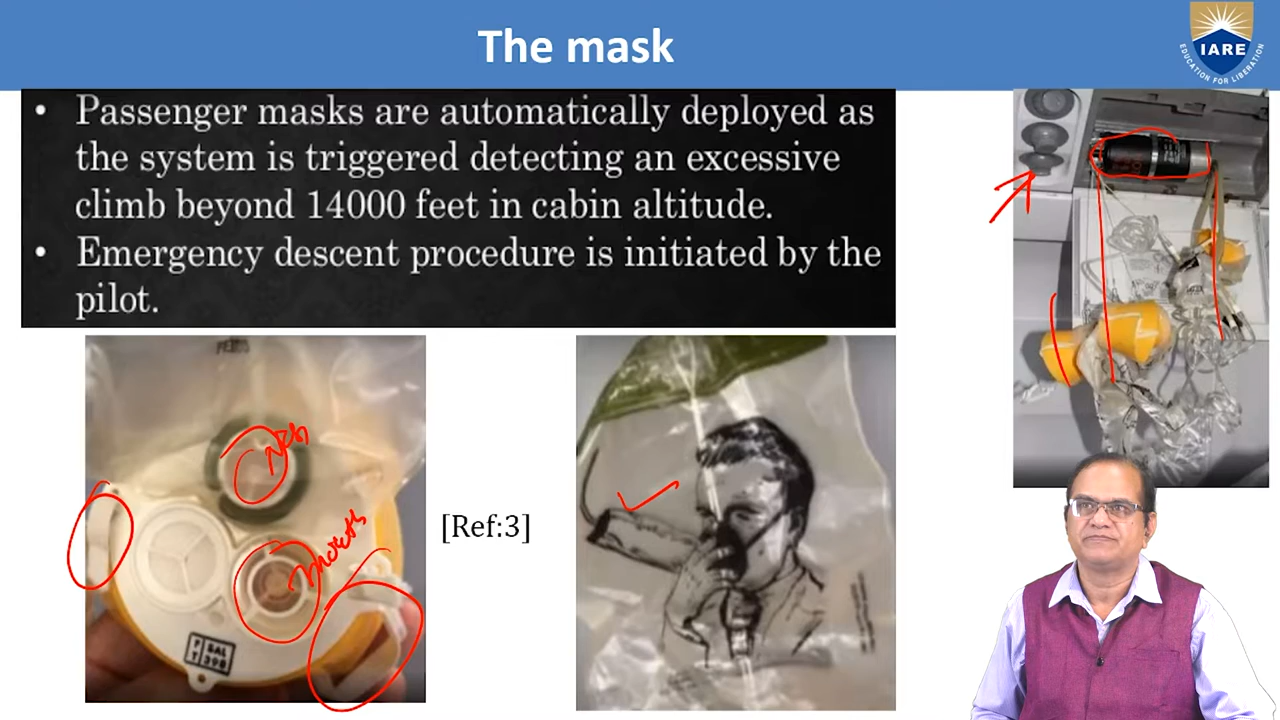 The mask
IARE
EDUCATION FOR LIBERATION
• Passenger masks are automatically deployed as
the system is triggered detecting an excessive
climb beyond 14000 feet in cabin altitude.
• Emergency descent procedure is initiated by the
pilot.
mouth
[Ref:3]